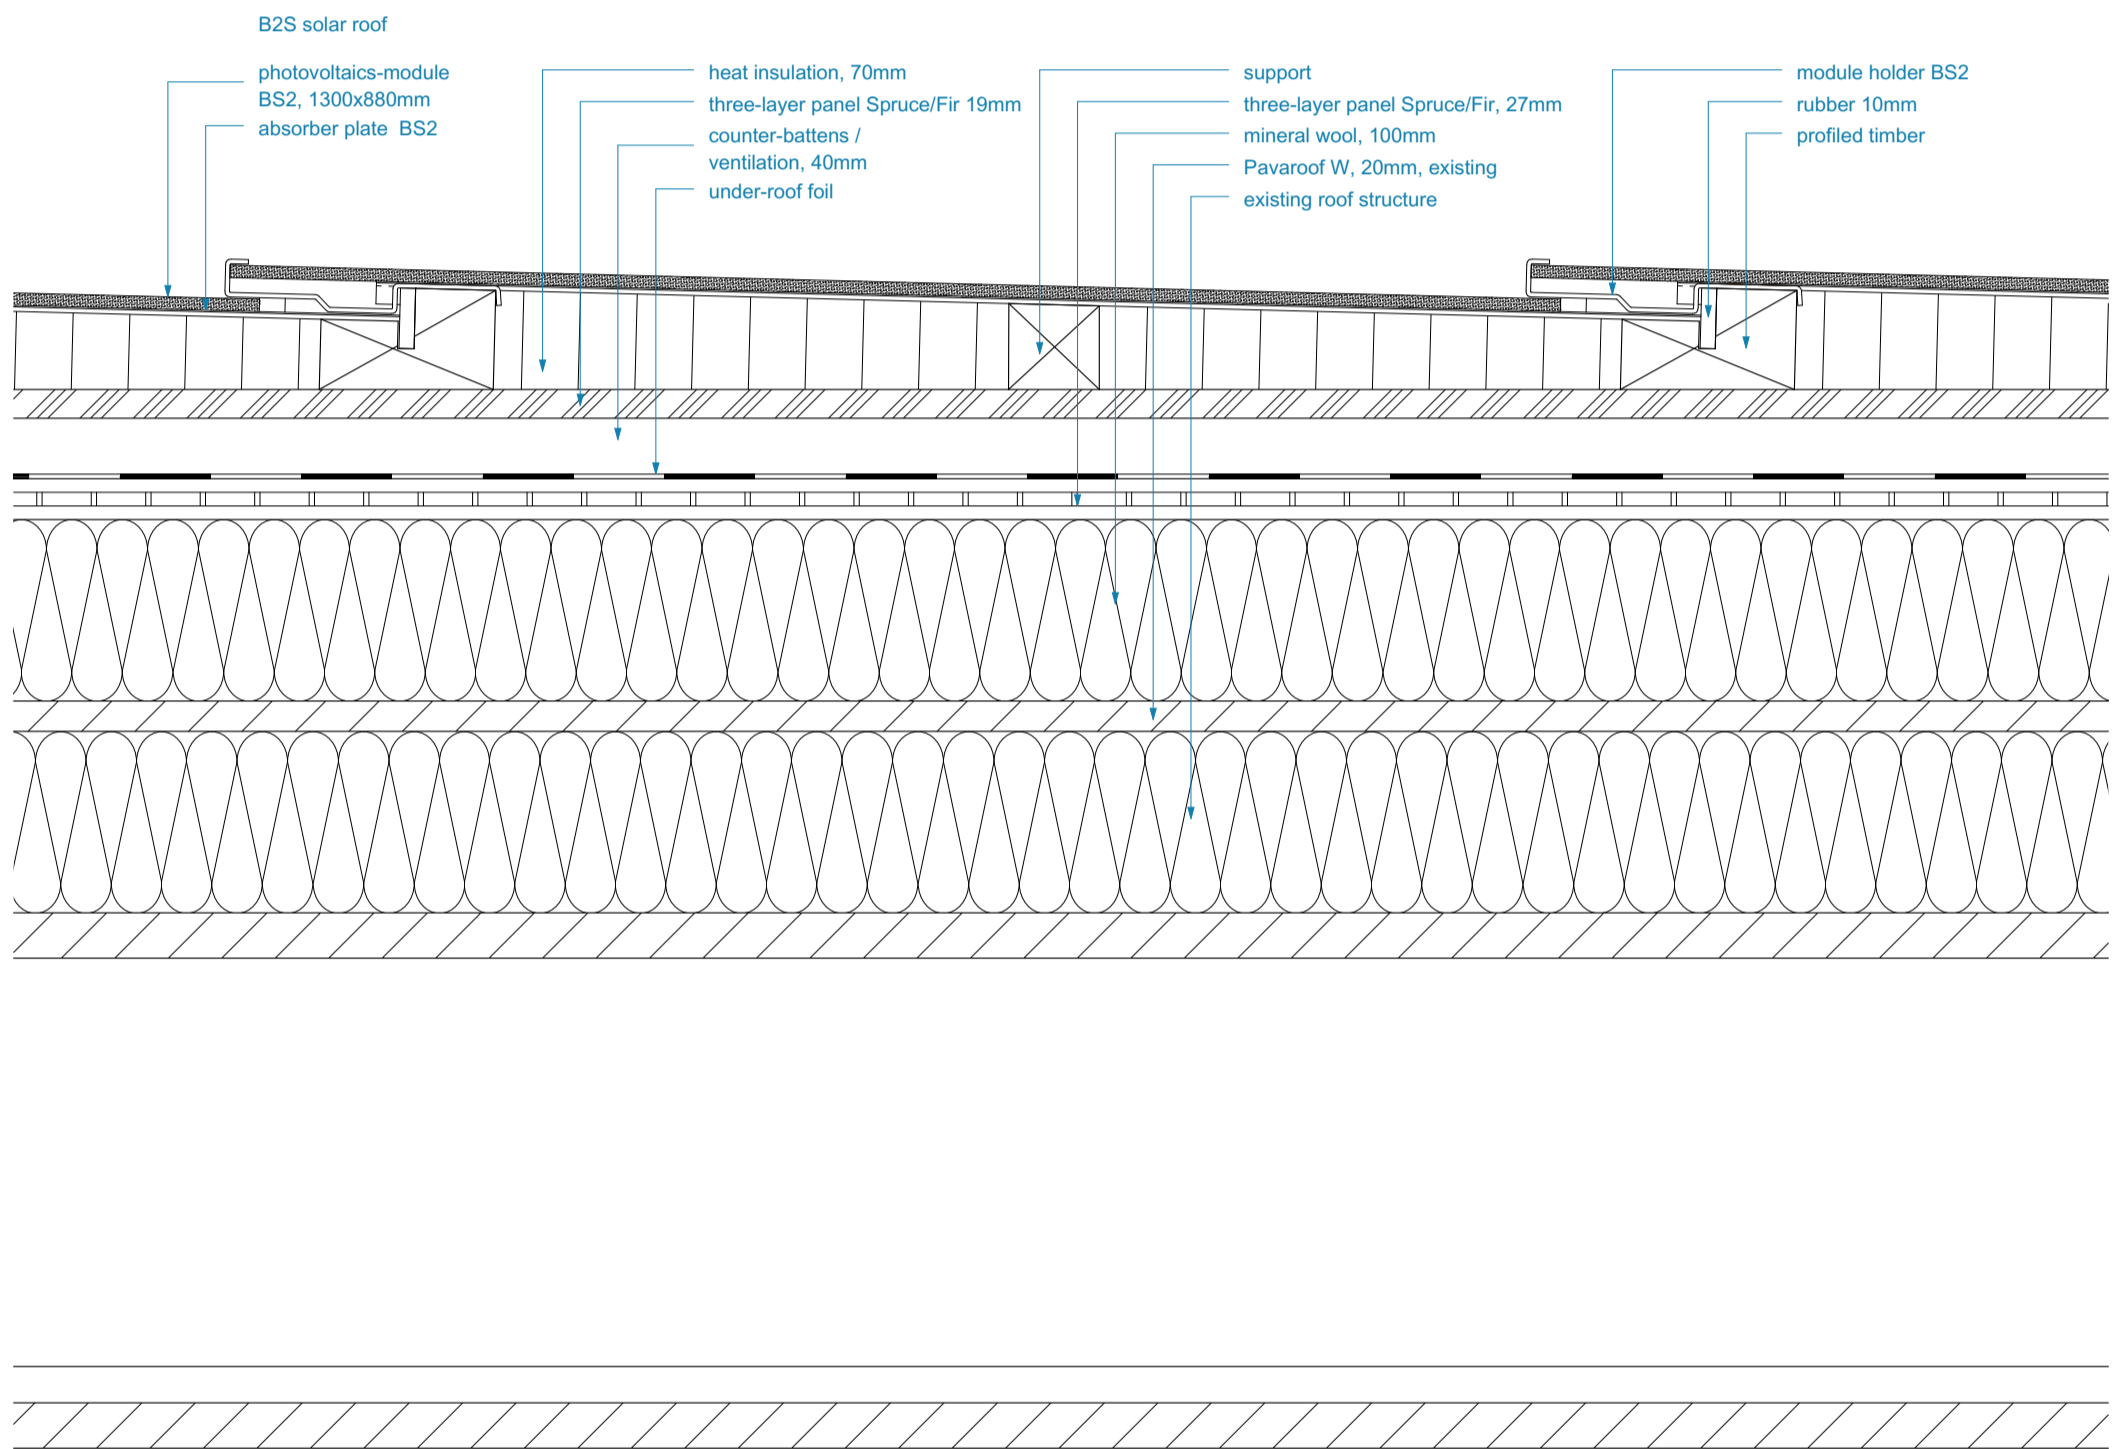 B2S solar roof
photovoltaics-module
BS2, 1300x880mm
absorber plate  BS2
heat insulation, 70mm
three-layer panel Spruce/Fir 19mm
counter-battens /
ventilation, 40mm
under-roof foil
support
three-layer panel Spruce/Fir, 27mm
mineral wool, 100mm
Pavaroof W, 20mm, existing
existing roof structure
module holder BS2
rubber 10mm
profiled timber